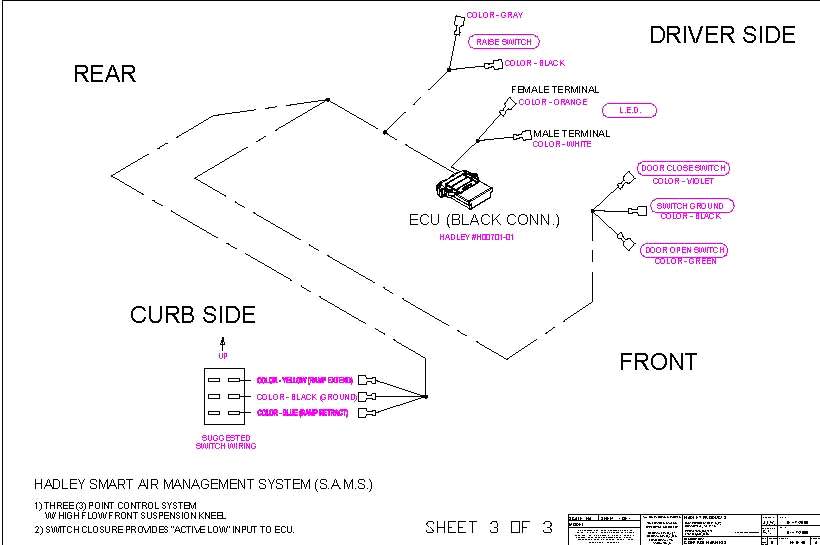 COLOR - GRAY
DRIVER SIDE
RAISE SWITCH
COLOR - BLACK
REAR
FEMALE TERMINAL
COLOR - ORANGE
L.E.D.
MALE TERMINAL
COLOR - WHITE
DOOR CLOSE SWITCH
COLOR - VIOLET
SWITCH GROUND
COLOR - BLACK
ECU (BLACK CONN.)
HADLEY #H00701-01
DOOR OPEN SWITCH
COLOR - GREEN
CURB SIDE
UP
FRONT
COLOR - YELLOW (RAMP EXTEND)
COLOR - BLACK (GROUND)
COLOR - BLUE (RAMP RETRACT)
SUGGESTED
SWITCH WIRING
HADLEY SMART AIR MANAGEMENT SYSTEM (S.A.M.S.)
1) THREE (3) POINT CONTROL SYSTEM
W/ HIGH FLOW FRONT SUSPENSION KNEEL
2) SWITCH CLOSURE PROVIDES "ACTIVE LOW" INPUT TO ECU.
SHEET 3 OF 3
HADLEY PRODUCTS